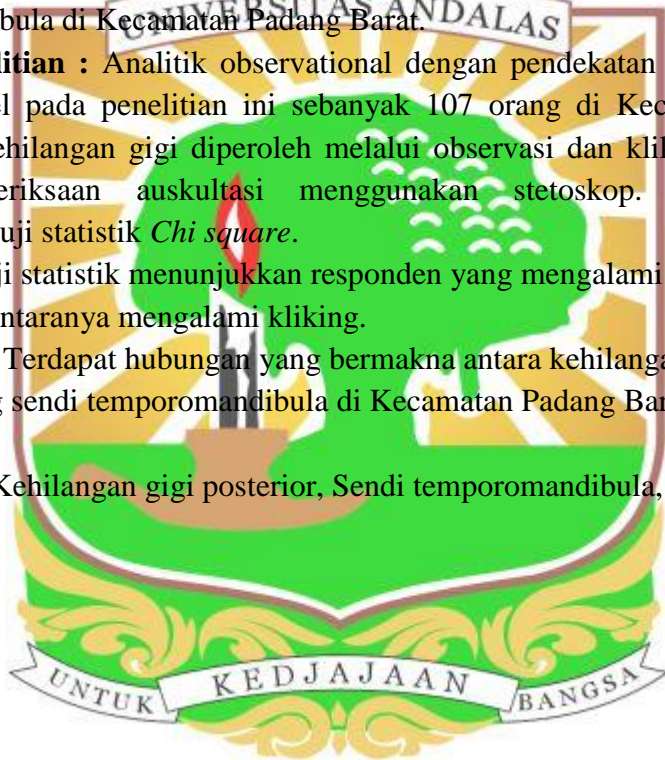 bula di Kecamatan Padang Barat.
UNIVERSITAS ANDALAS
litian : Analitik observational dengan pendekatan
el pada penelitian ini sebanyak 107 orang di Kec
ehilangan gigi diperoleh melalui observasi dan klik
eriksaan auskultasi menggunakan stetoskop.
uji statistik Chi square.
ji statistik menunjukkan responden yang mengalami
ntaranya mengalami kliking.
Terdapat hubungan yang bermakna antara kehilanga
g sendi temporomandibula di Kecamatan Padang Bar
Kehilangan gigi posterior, Sendi temporomandibula,
UNTUK KEDJAJAAN BANGSA